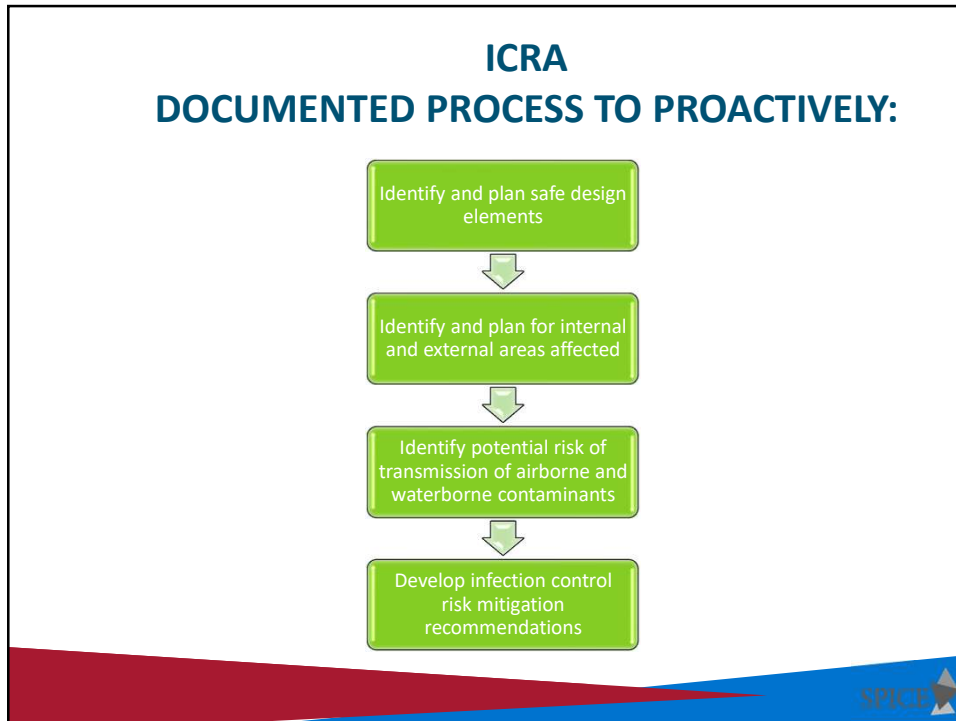 ICRA
DOCUMENTED PROCESS TO PROACTIVELY:
Identify and plan safe design
elements
Identify and plan for internal
and external areas affected
Identify potential risk of
transmission of airborne and
waterborne contaminants
Develop infection control
risk mitigation
recommendations
SPICE